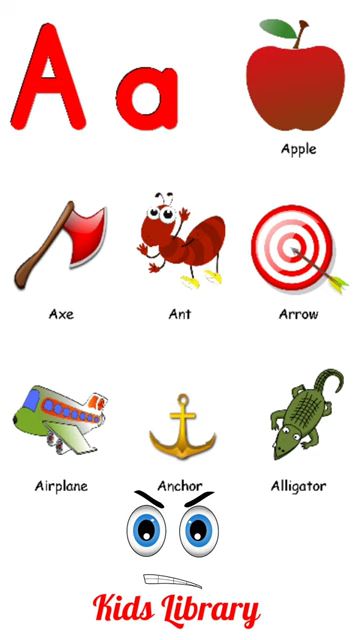 A a
Apple
Axe Ant Arrow
Airplane Anchor Alligator
Kids Library